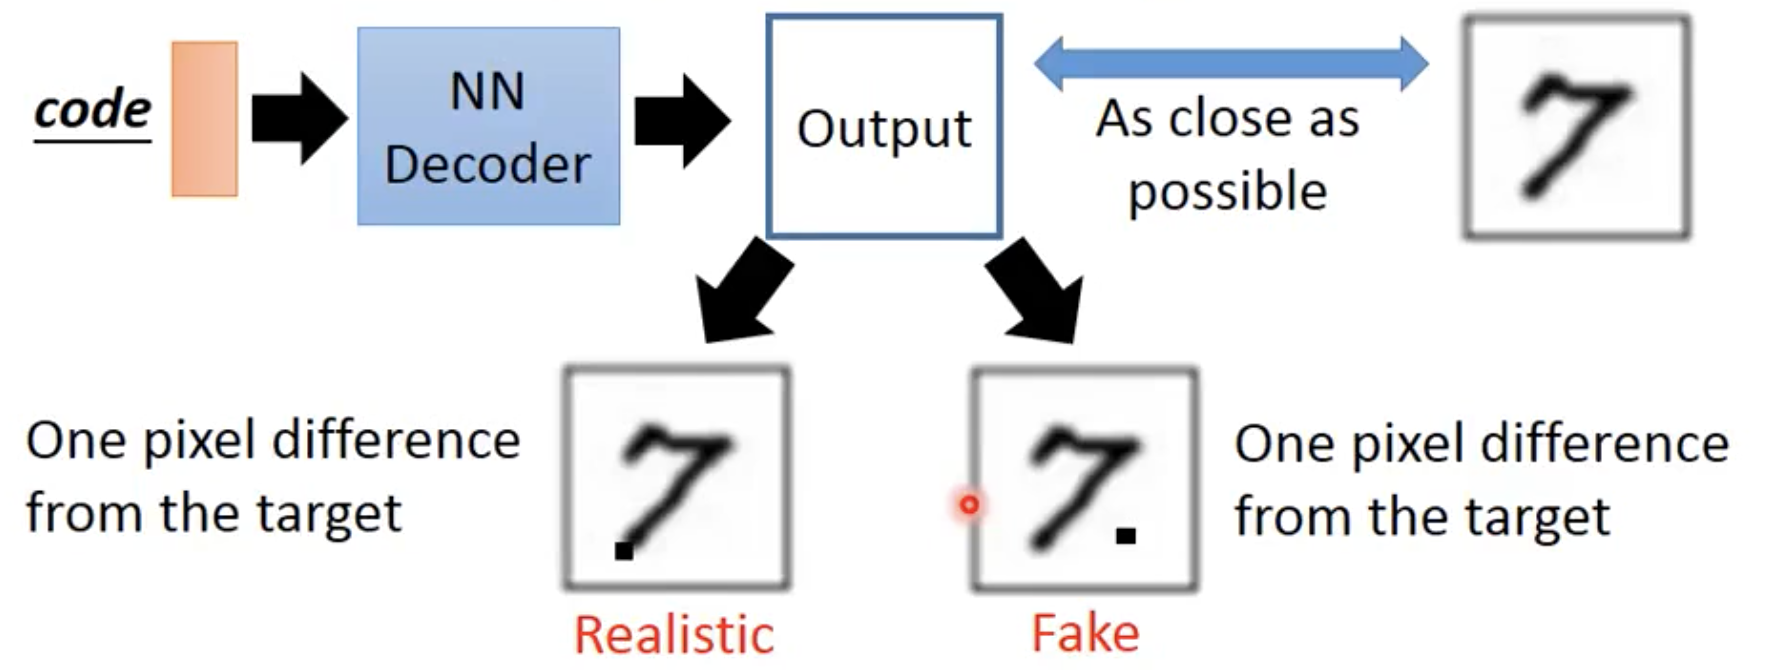 code
NN
Decoder
Output
As close as
possible
7
One pixel difference
from the target
7
7
One pixel difference
from the target
Realistic
Fake